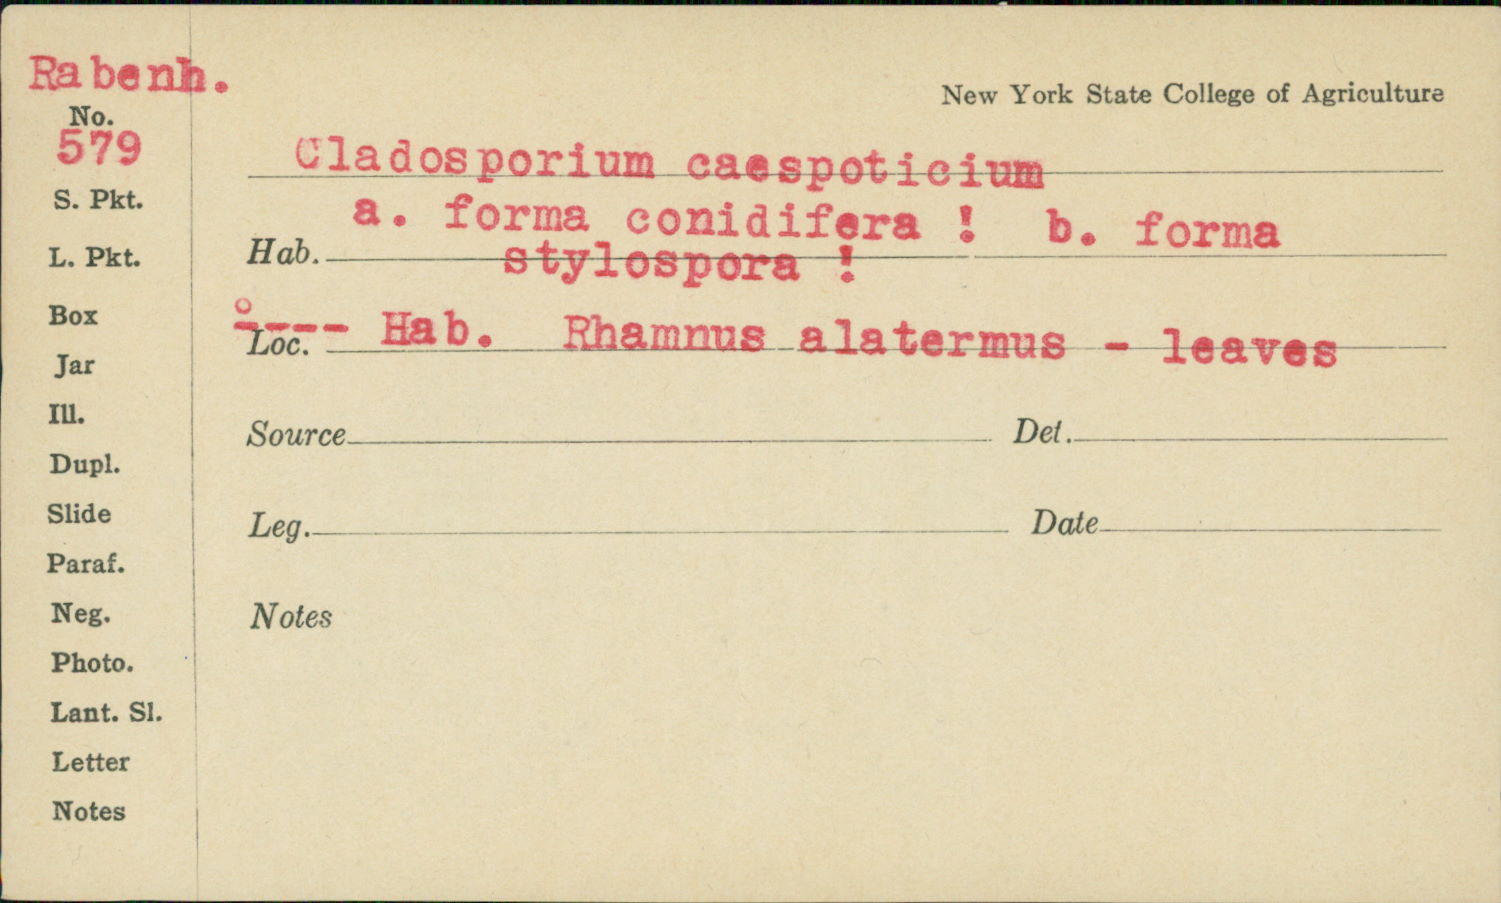 Rabenh.
New York State College of Agriculture
No.
579
Cladosporium caespoticium
S. Pkt.
a. forma conidifera ! b. forma
L. Pkt.
Hab. stylospora !
Box
Loc. ---- Hab. Rhamnus alatermus - leaves
Jar
Ill.
Source Det.
Dupl.
Slide
Leg. Date
Paraf.
Neg.
Notes
Photo.
Lant. Sl.
Letter
Notes